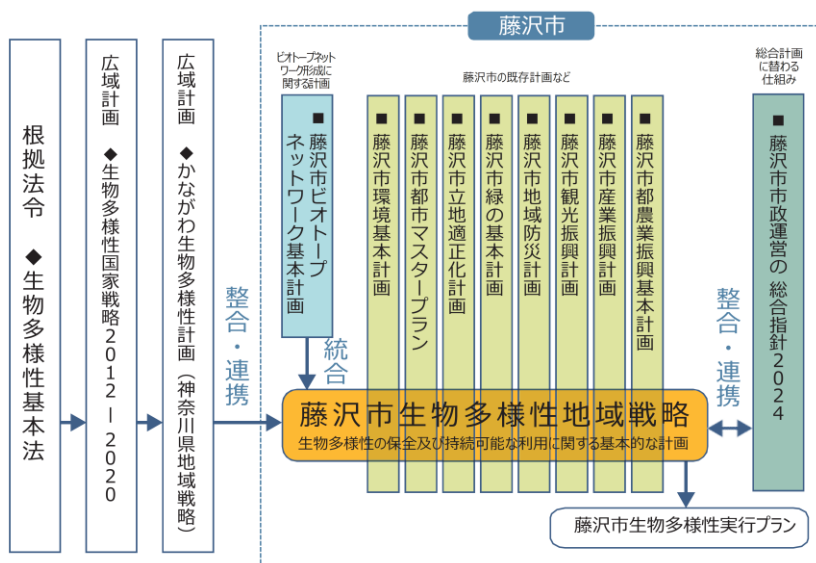 藤沢市
根拠法令　◆生物多様性基本法
広域計画　◆生物多様性国家戦略2012－2020
広域計画　◆かながわ生物多様性計画（神奈川県地域戦略）
整合・連携
ビオトープネット
ワーク形成に
関する計画
■藤沢市ビオトープ
ネットワーク基本計画
統合
藤沢市の既存計画など
■藤沢市環境基本計画
■藤沢市都市マスタープラン
■藤沢市立地適正化計画
■藤沢市緑の基本計画
■藤沢市地域防災計画
■藤沢市観光振興計画
■藤沢市産業振興計画
■藤沢市都農業振興基本計画
総合計画
に替わる
仕組み
■藤沢市市政運営の総合指針2024
整合・連携
藤沢市生物多様性地域戦略
生物多様性の保全及び持続可能な利用に関する基本的な計画
藤沢市生物多様性実行プラン